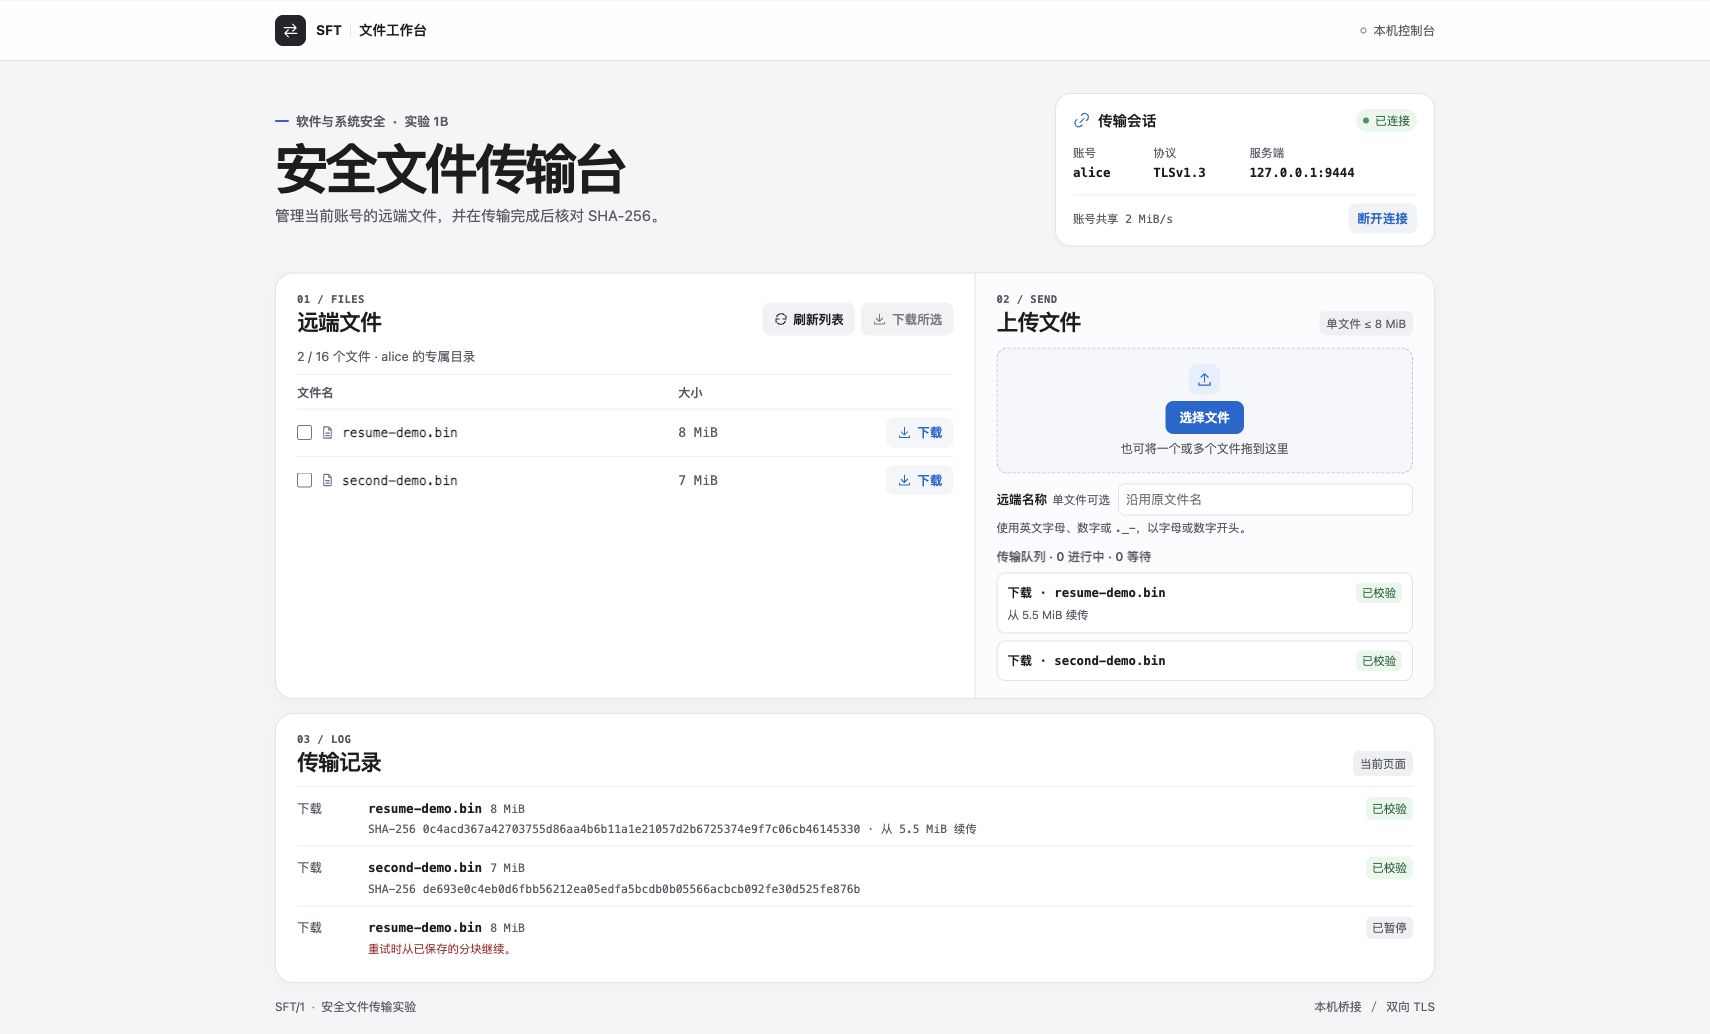 SFT 文件工作台
本机控制台
软件与系统安全 · 实验 1B
安全文件传输台
管理当前账号的远端文件，并在传输完成后核对 SHA-256。
传输会话
已连接
账号 协议 服务端
alice TLSv1.3 127.0.0.1:9444
账号共享 2 MiB/s
断开连接
01 / FILES
远端文件
刷新列表
下载所选
2 / 16 个文件 · alice 的专属目录
文件名 大小
resume-demo.bin 8 MiB 下载
second-demo.bin 7 MiB 下载
02 / SEND
上传文件
单文件 ≤ 8 MiB
选择文件
也可将一个或多个文件拖到这里
远端名称 单文件可选 沿用原文件名
使用英文字母、数字或 ._-，以字母或数字开头。
传输队列 · 0 进行中 · 0 等待
下载 · resume-demo.bin 已校验
从 5.5 MiB 续传
下载 · second-demo.bin 已校验
03 / LOG
传输记录
当前页面
下载 resume-demo.bin 8 MiB 已校验
SHA-256 0c4acd367a42703755d86aa4b6b11a1e21057d2b6725374e9f7c06cb46145330 · 从 5.5 MiB 续传
下载 second-demo.bin 7 MiB 已校验
SHA-256 de693e0c4eb0d6fbb56212ea05edfa5bcdb0b05566acbcb092fe30d525fe876b
下载 resume-demo.bin 8 MiB 已暂停
重试时从已保存的分块继续。
SFT/1 · 安全文件传输实验
本机桥接 / 双向 TLS